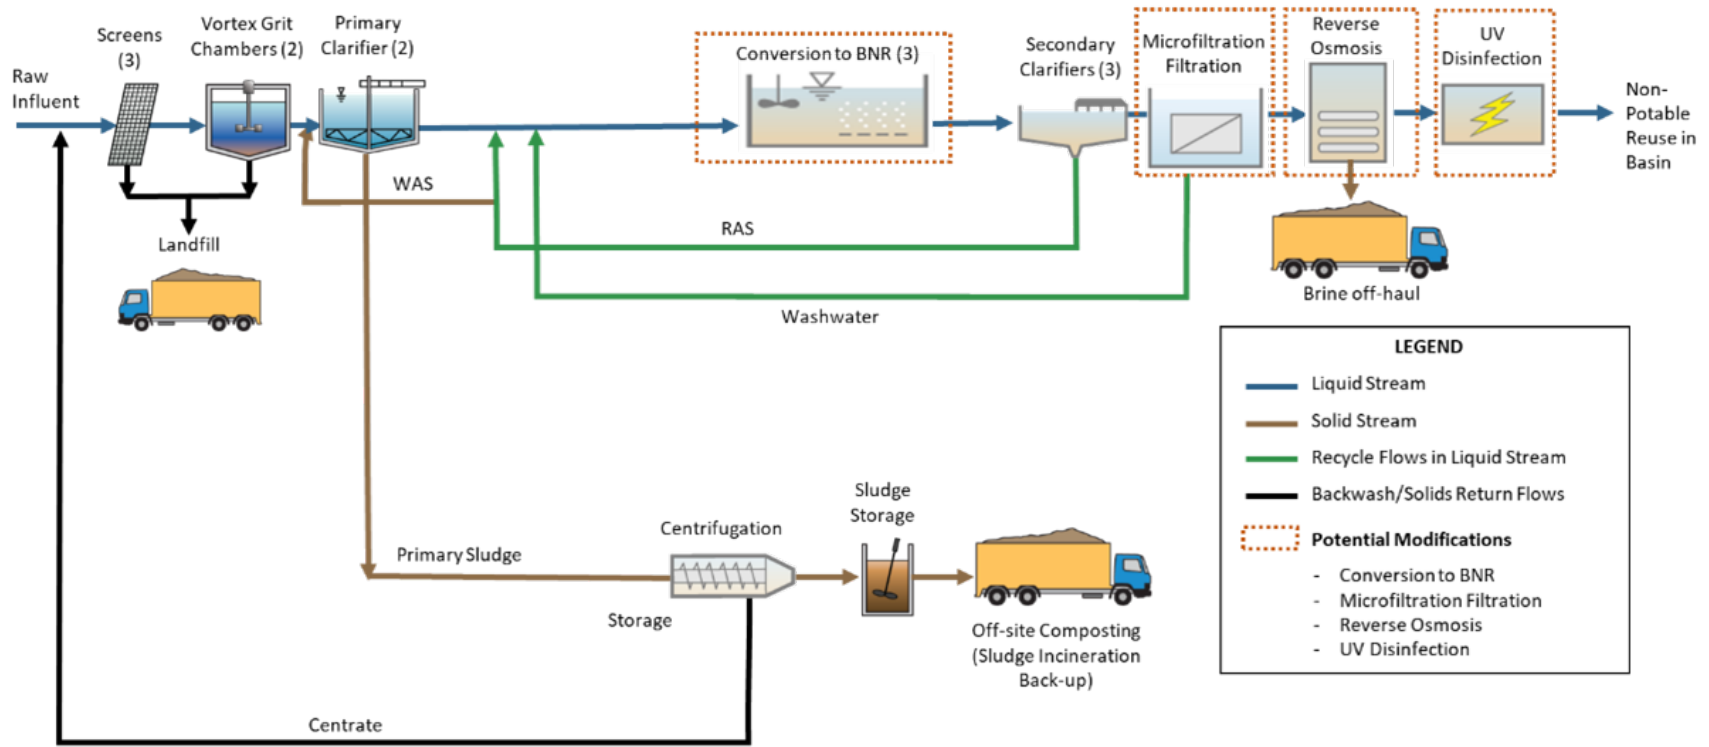 Raw
Influent
Screens
(3)
Vortex Grit
Chambers (2)
Primary
Clarifier (2)
Conversion to BNR (3)
Secondary
Clarifiers (3)
Microfiltration
Filtration
Reverse
Osmosis
UV
Disinfection
Non-
Potable
Reuse in
Basin
WAS
RAS
Washwater
Landfill
Brine off-haul
Primary Sludge
Storage
Centrifugation
Sludge
Storage
Off-site Composting
(Sludge Incineration
Back-up)
Centrate
LEGEND
Liquid Stream
Solid Stream
Recycle Flows in Liquid Stream
Backwash/Solids Return Flows
Potential Modifications
- Conversion to BNR
- Microfiltration Filtration
- Reverse Osmosis
- UV Disinfection